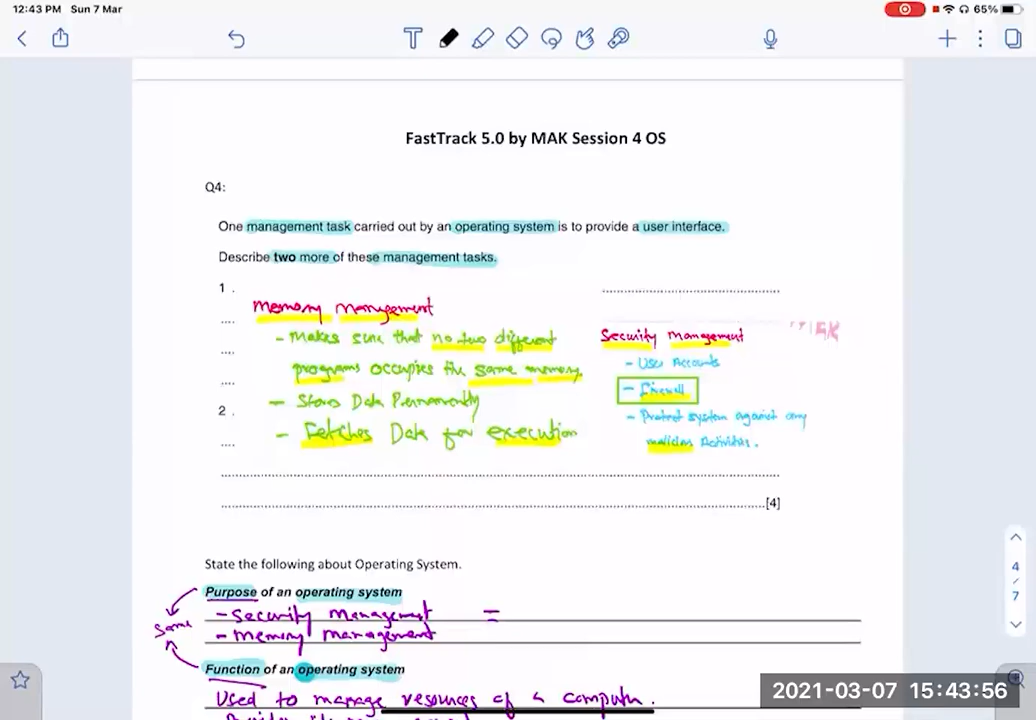 12:43 PM Sun 7 Mar
65%
FastTrack 5.0 by MAK Session 4 OS
Q4:
One management task carried out by an operating system is to provide a user interface.
Describe two more of these management tasks.
1 .
Memory management
- Makes sure that no two different
programs occupies the same memory
- Stores Data Permanently
2 .
- Fetches Data for execution
Security management
- User Accounts
- Firewall
- Protect system against any
malicious Activities.
[4]
State the following about Operating System.
Purpose of an operating system
- Security management =
Same
- memory management
Function of an operating system
Used to manage resources of a computer.
4
/
7
2021-03-07 15:43:56